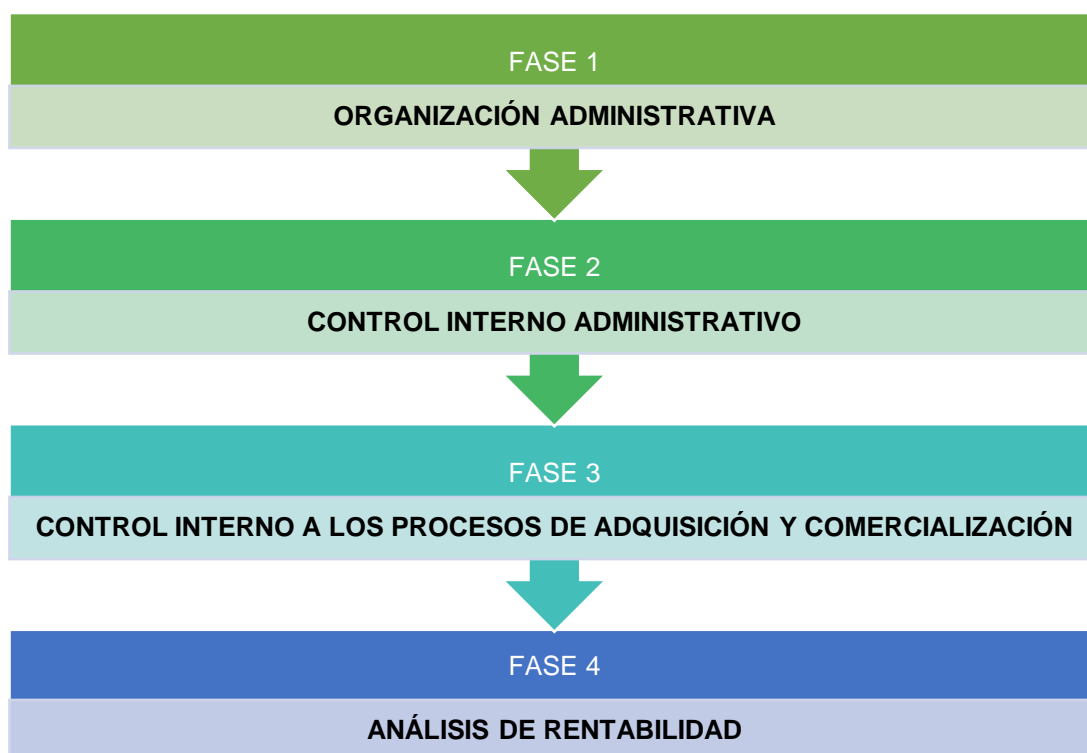 FASE 1
ORGANIZACIÓN ADMINISTRATIVA
FASE 2
CONTROL INTERNO ADMINISTRATIVO
FASE 3
CONTROL INTERNO A LOS PROCESOS DE ADQUISICIÓN Y COMERCIALIZACIÓN
FASE 4
ANÁLISIS DE RENTABILIDAD